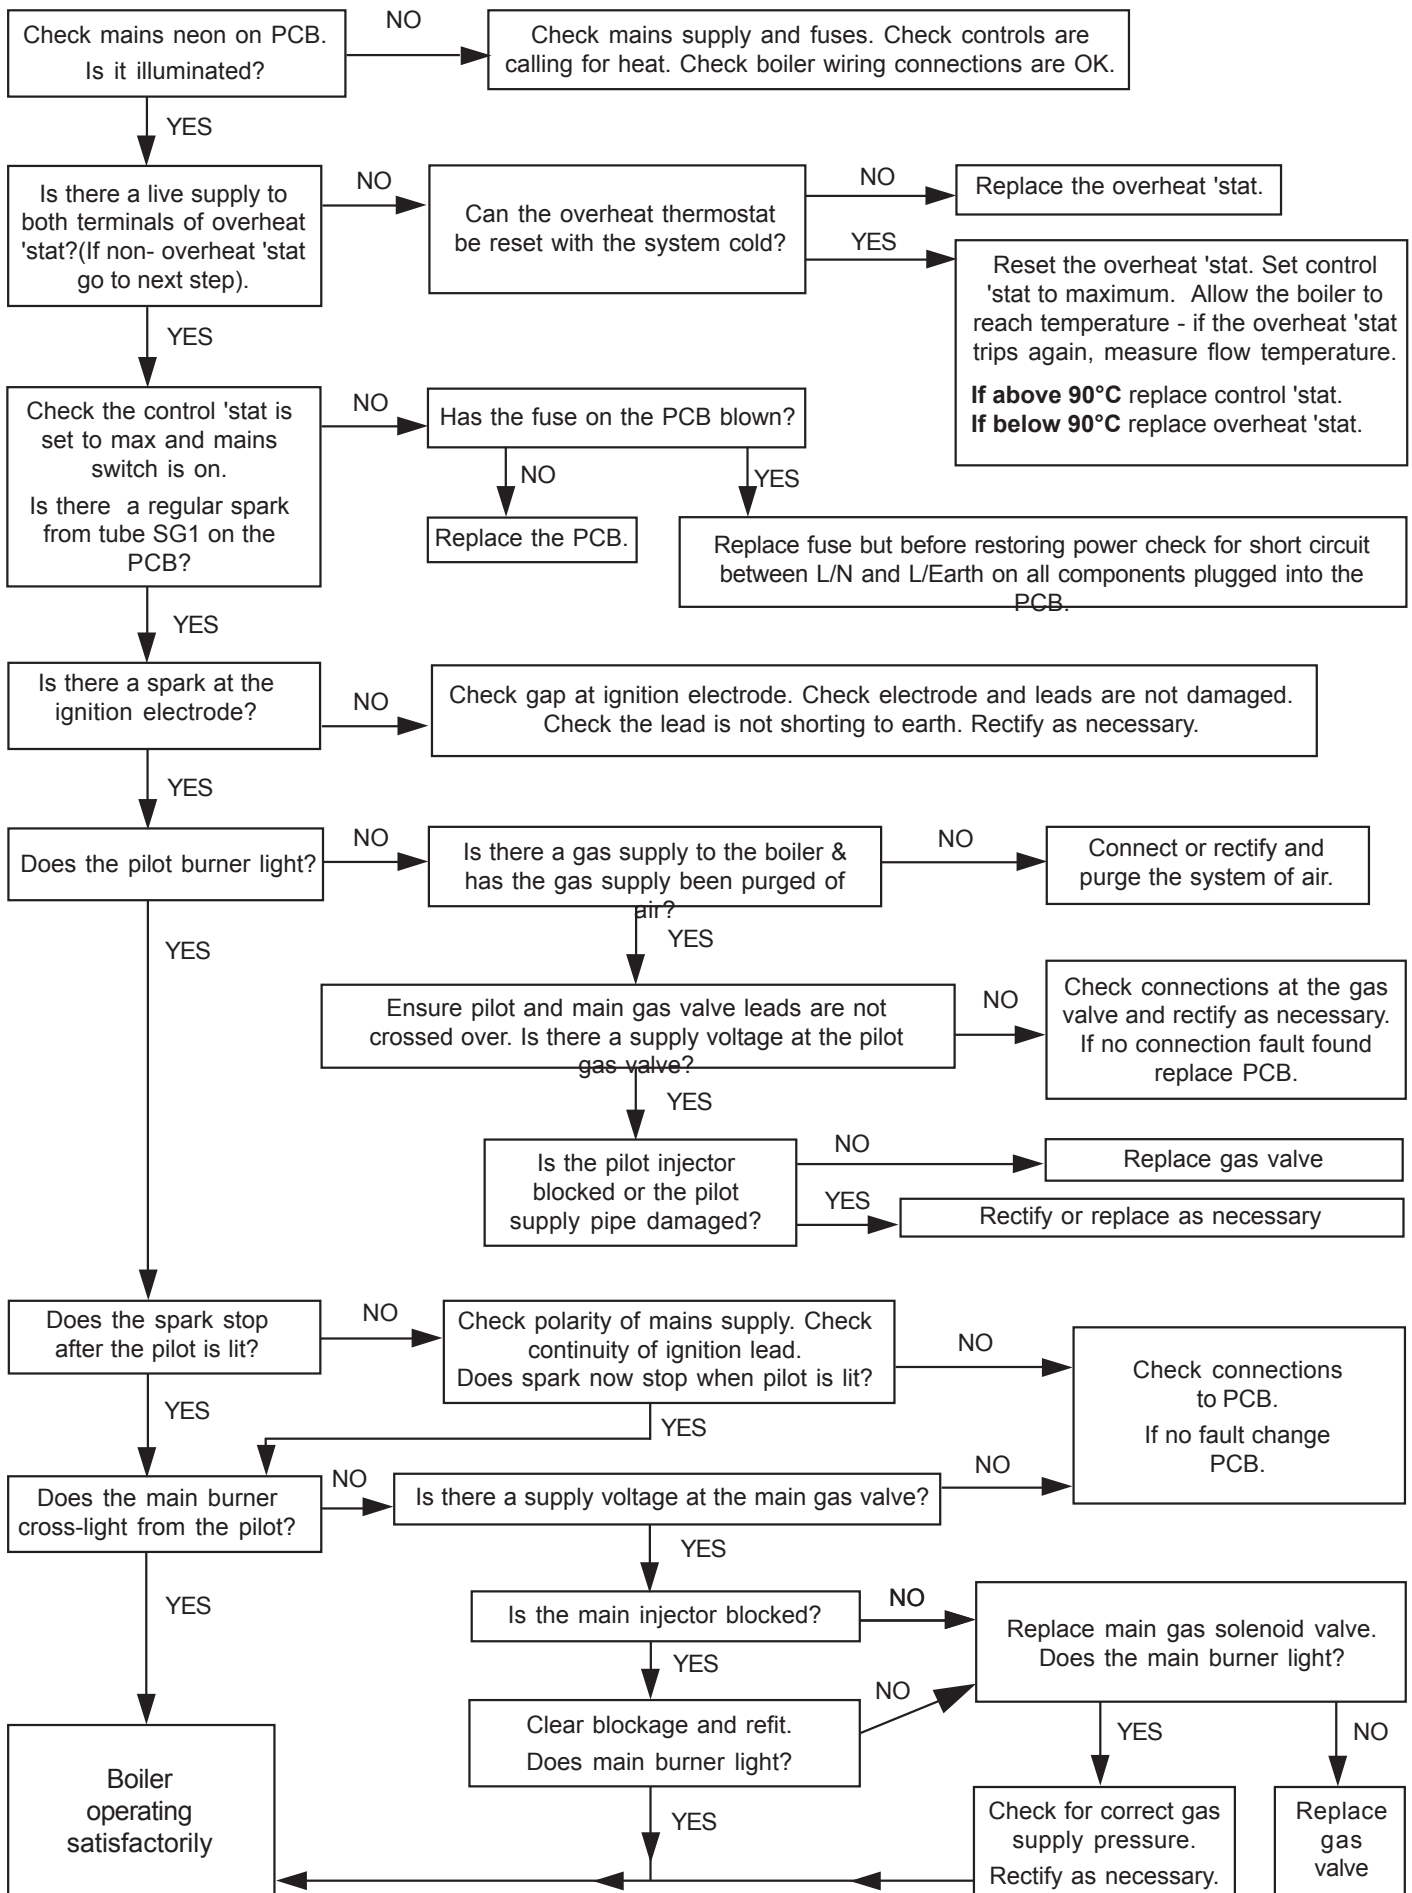 Check mains neon on PCB.
Is it illuminated?
NO
Check mains supply and fuses. Check controls are
calling for heat. Check boiler wiring connections are OK.
YES
Is there a live supply to
both terminals of overheat
'stat?(If non- overheat 'stat
go to next step).
NO
Can the overheat thermostat
be reset with the system cold?
NO
Replace the overheat 'stat.
YES
Reset the overheat 'stat. Set control
'stat to maximum. Allow the boiler to
reach temperature - if the overheat 'stat
trips again, measure flow temperature.
If above 90°C replace control 'stat.
If below 90°C replace overheat 'stat.
YES
Check the control 'stat is
set to max and mains
switch is on.
Is there a regular spark
from tube SG1 on the
PCB?
NO
Has the fuse on the PCB blown?
NO
Replace the PCB.
YES
Replace fuse but before restoring power check for short circuit
between L/N and L/Earth on all components plugged into the
PCB.
YES
Is there a spark at the
ignition electrode?
NO
Check gap at ignition electrode. Check electrode and leads are not damaged.
Check the lead is not shorting to earth. Rectify as necessary.
YES
Does the pilot burner light?
NO
Is there a gas supply to the boiler &
has the gas supply been purged of
air?
NO
Connect or rectify and
purge the system of air.
YES
YES
Ensure pilot and main gas valve leads are not
crossed over. Is there a supply voltage at the pilot
gas valve?
NO
Check connections at the gas
valve and rectify as necessary.
If no connection fault found
replace PCB.
YES
Is the pilot injector
blocked or the pilot
supply pipe damaged?
NO
Replace gas valve
YES
Rectify or replace as necessary
Does the spark stop
after the pilot is lit?
NO
Check polarity of mains supply. Check
continuity of ignition lead.
Does spark now stop when pilot is lit?
NO
Check connections
to PCB.
If no fault change
PCB.
YES
YES
Does the main burner
cross-light from the pilot?
NO
Is there a supply voltage at the main gas valve?
NO
YES
YES
Is the main injector blocked?
NO
Replace main gas solenoid valve.
Does the main burner light?
YES
Clear blockage and refit.
Does main burner light?
NO
YES
NO
Boiler
operating
satisfactorily
YES
Check for correct gas
supply pressure.
Rectify as necessary.
Replace
gas
valve